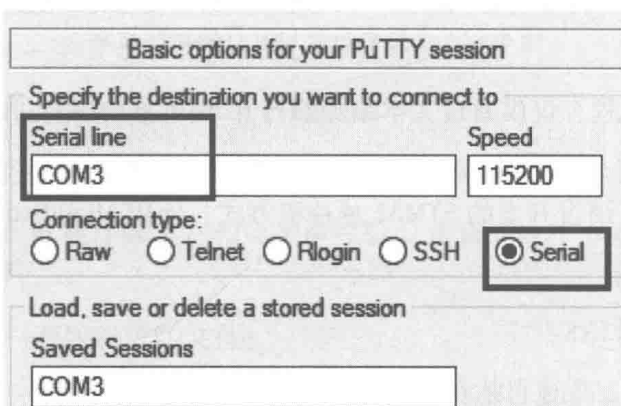 Basic options for your PuTTY session
Specify the destination you want to connect to
Serial line Speed
COM3 115200
Connection type:
Raw Telnet Rlogin SSH Serial
Load, save or delete a stored session
Saved Sessions
COM3